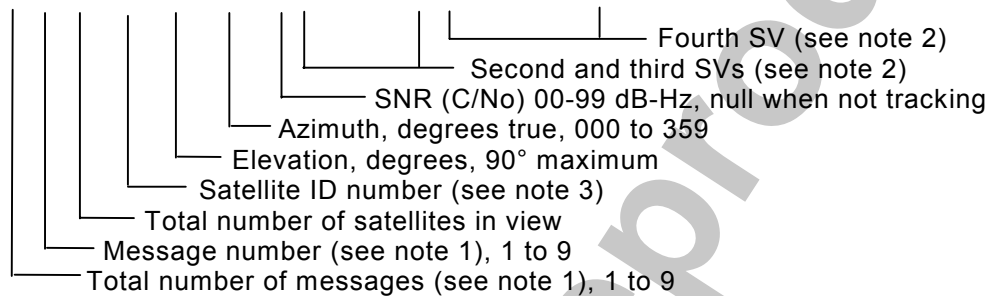 Fourth SV (see note 2)
Second and third SVs (see note 2)
SNR (C/No) 00-99 dB-Hz, null when not tracking
Azimuth, degrees true, 000 to 359
Elevation, degrees, 90° maximum
Satellite ID number (see note 3)
Total number of satellites in view
Message number (see note 1), 1 to 9
Total number of messages (see note 1), 1 to 9